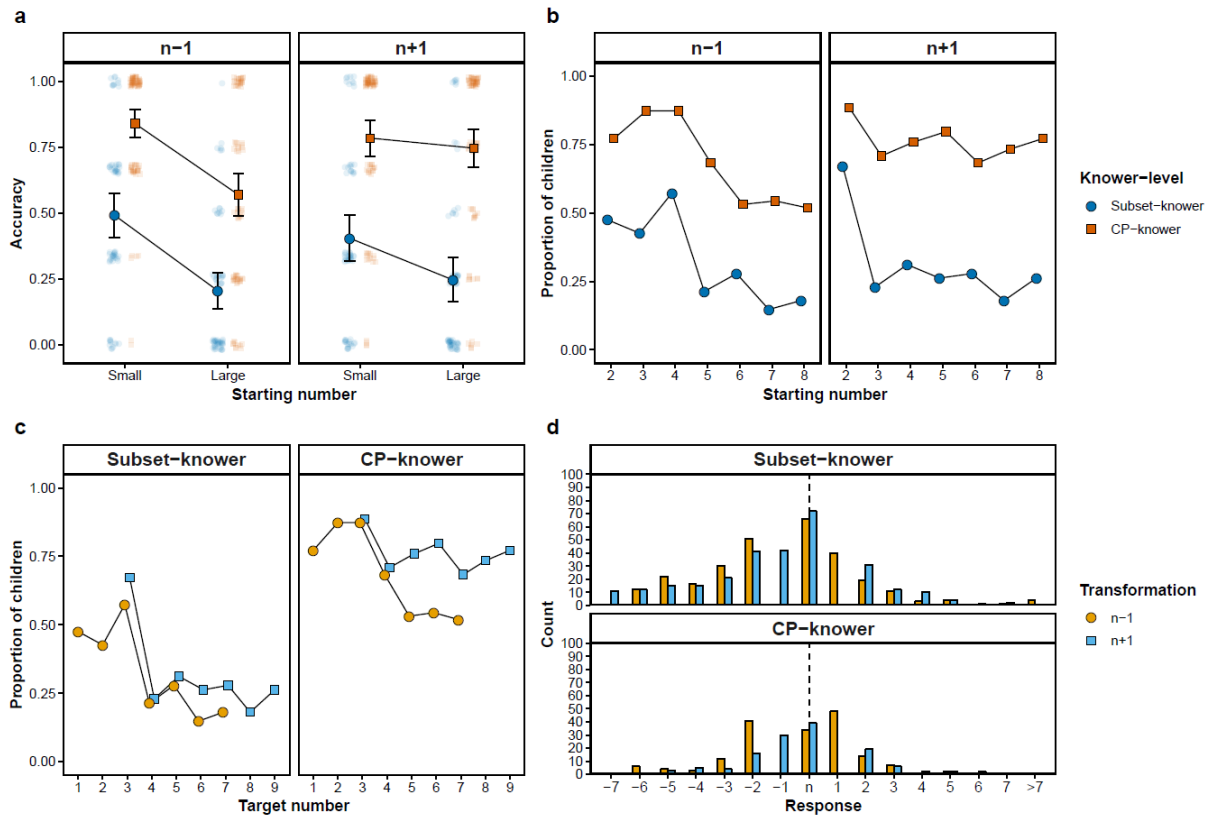 a
n−1
n+1
Accuracy
1.00
0.75
0.50
0.25
0.00
Small
Large
Small
Large
Starting number
b
n−1
n+1
Proportion of children
1.00
0.75
0.50
0.25
0.00
2 3 4 5 6 7 8
2 3 4 5 6 7 8
Starting number
Knower−level
Subset−knower
CP−knower
c
Subset−knower
CP−knower
Proportion of children
1.00
0.75
0.50
0.25
0.00
1 2 3 4 5 6 7 8 9
1 2 3 4 5 6 7 8 9
Target number
d
Subset−knower
100
90
80
70
60
50
40
30
20
10
0
Count
CP−knower
100
90
80
70
60
50
40
30
20
10
0
−7 −6 −5 −4 −3 −2 −1 n 1 2 3 4 5 6 7 >7
Response
Transformation
n−1
n+1